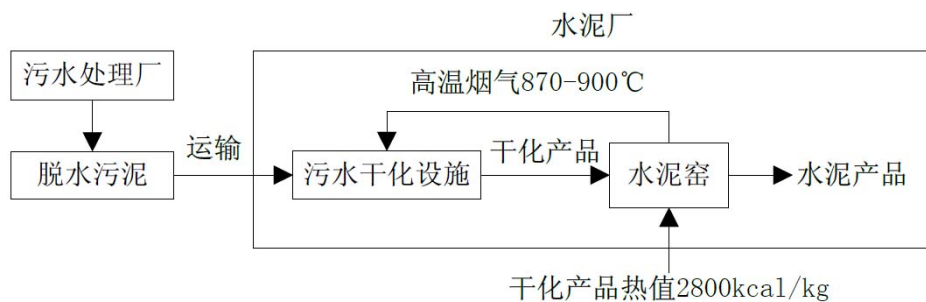 水泥厂
污水处理厂
高温烟气870-900℃
脱水污泥
运输
污水干化设施
干化产品
水泥窑
水泥产品
干化产品热值2800kcal/kg